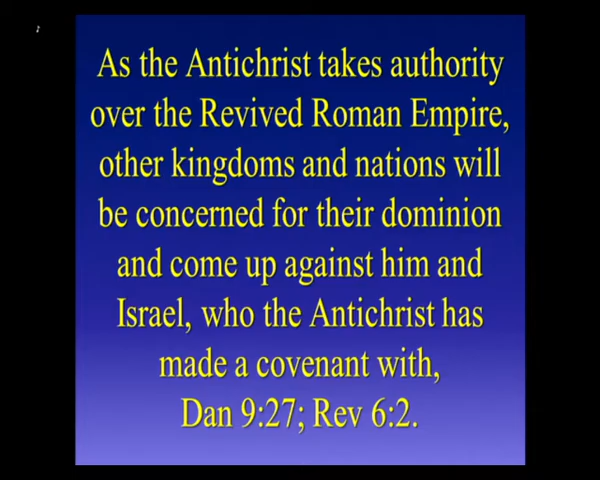 As the Antichrist takes authority
over the Revived Roman Empire,
other kingdoms and nations will
be concerned for their dominion
and come up against him and
Israel, who the Antichrist has
made a covenant with,
Dan 9:27; Rev 6:2.